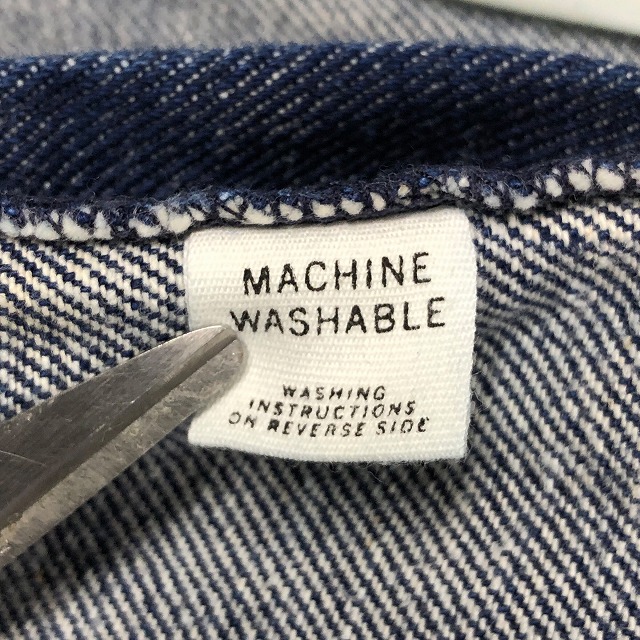 MACHINE
WASHABLE
WASHING
INSTRUCTIONS
ON REVERSE SIDE